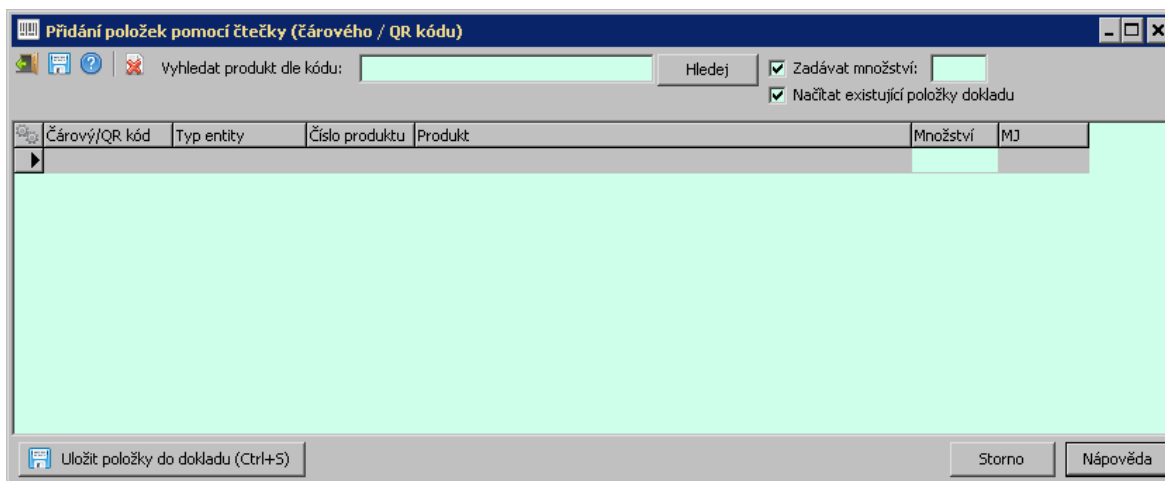 Přidání položek pomocí čtečky (čárového / QR kódu)
Vyhledat produkt dle kódu: Hledej Zadávat množství:
Načítat existující položky dokladu
Čárový/QR kód Typ entity Číslo produktu Produkt Množství MJ
Uložit položky do dokladu (Ctrl+S) Storno Nápověda